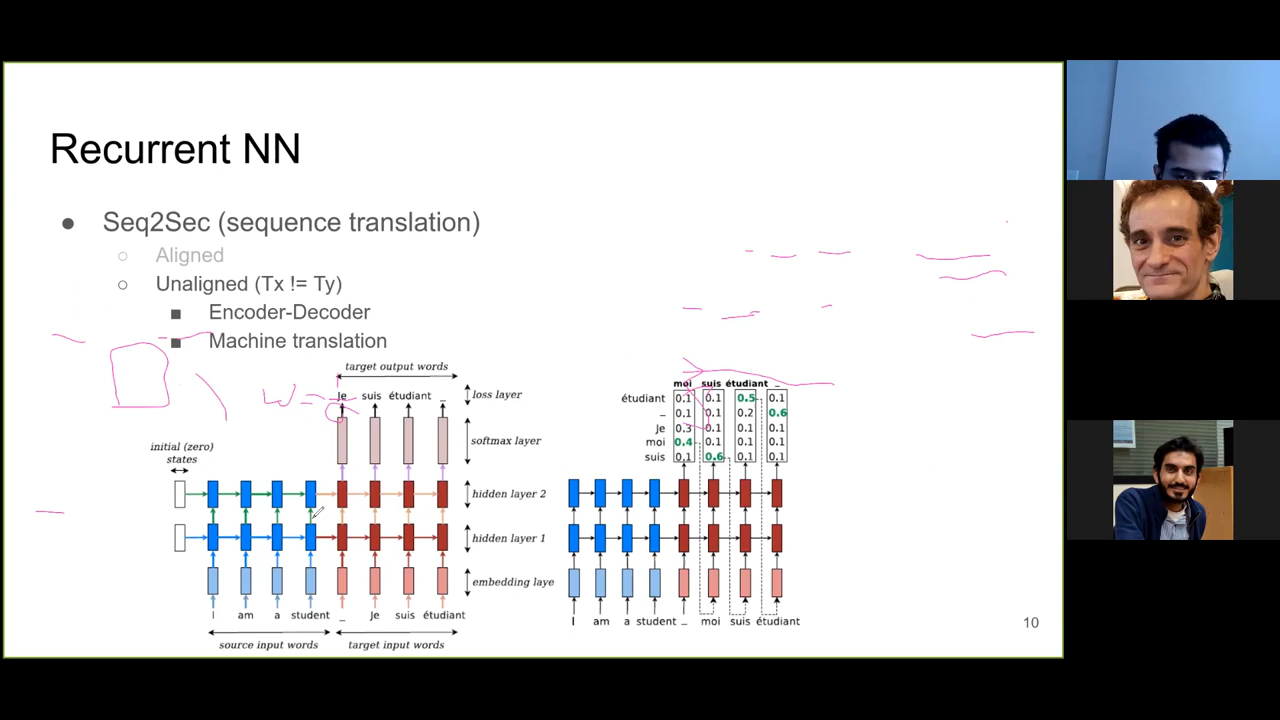 Recurrent NN
● Seq2Sec (sequence translation)
○ Aligned
○ Unaligned (Tx != Ty)
■ Encoder-Decoder
■ Machine translation
target output words
Je suis étudiant _
loss layer
softmax layer
initial (zero)
states
hidden layer 2
hidden layer 1
embedding laye
I am a student _ Je suis étudiant
source input words target input words
W =
moi suis étudiant _
étudiant 0.1 0.1 0.5 0.1
_ 0.1 0.1 0.2 0.6
Je 0.3 0.1 0.1 0.1
moi 0.4 0.1 0.1 0.1
suis 0.1 0.6 0.1 0.1
I am a student _ moi suis étudiant
10